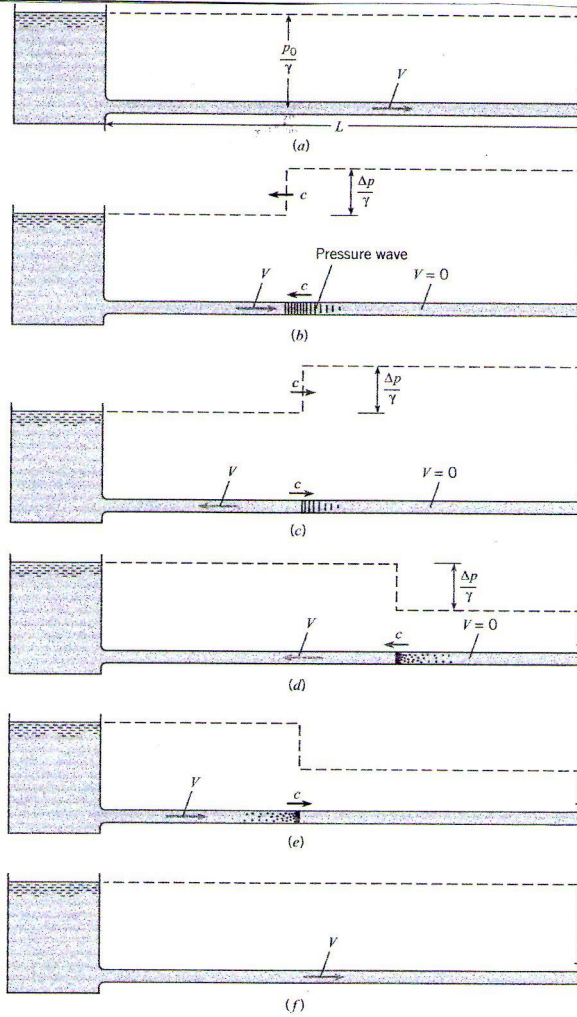 p₀
γ
V
L
(a)
c
Δp
γ
Pressure wave
V
c
V = 0
(b)
c
Δp
γ
V
c
V = 0
(c)
Δp
γ
V
c
V = 0
(d)
V
c
(e)
V
(f)